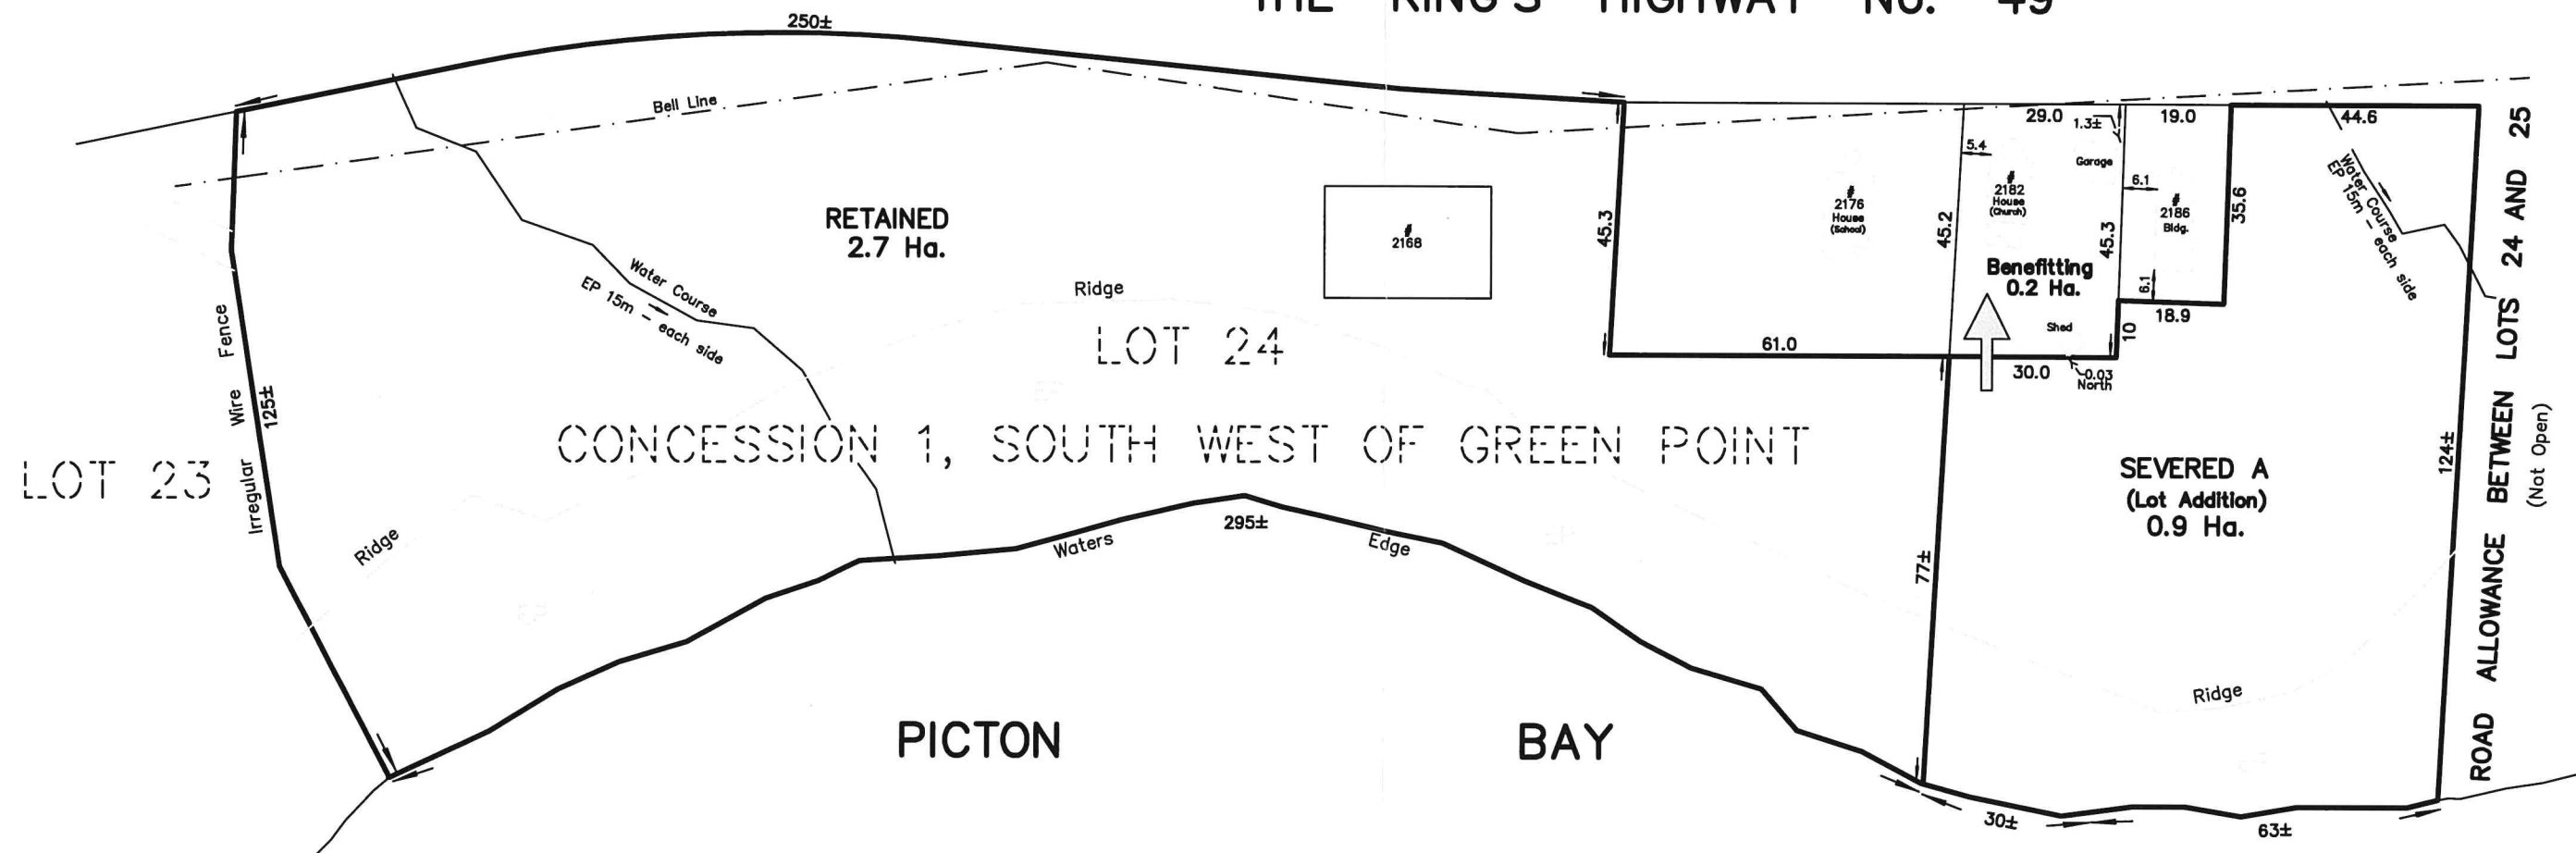 THE KING'S HIGHWAY No. 49
250±
Bell Line
RETAINED
2.7 Ha.
Water Course
EP 15m - each side
Ridge
#
2168
LOT 24
CONCESSION 1, SOUTH WEST OF GREEN POINT
LOT 23
Irregular Wire Fence
125±
Ridge
Waters Edge
295±
PICTON BAY
45.3
61.0
#
2176
House
(School)
45.2
5.4
29.0
#
2182
House
(Church)
1.3±
Garage
Benefitting
0.2 Ha.
Shed
30.0
0.03
North
45.3
10
19.0
6.1
#
2186
Bldg.
6.1
18.9
35.6
44.6
Water Course
EP 15m - each side
SEVERED A
(Lot Addition)
0.9 Ha.
77±
124±
Ridge
30±
63±
ROAD ALLOWANCE BETWEEN LOTS 24 AND 25
(Not Open)